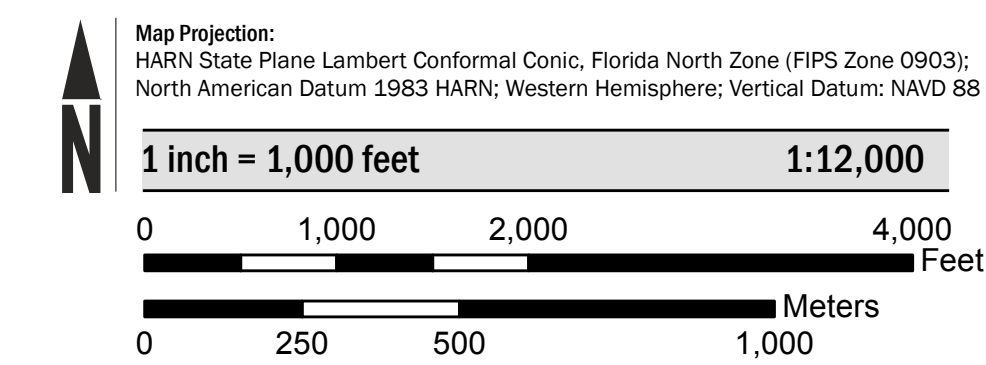 Map Projection:
HARN State Plane Lambert Conformal Conic, Florida North Zone (FIPS Zone 0903);
North American Datum 1983 HARN; Western Hemisphere; Vertical Datum: NAVD 88
N
1 inch = 1,000 feet 1:12,000
0 1,000 2,000 4,000
Feet
Meters
0 250 500 1,000